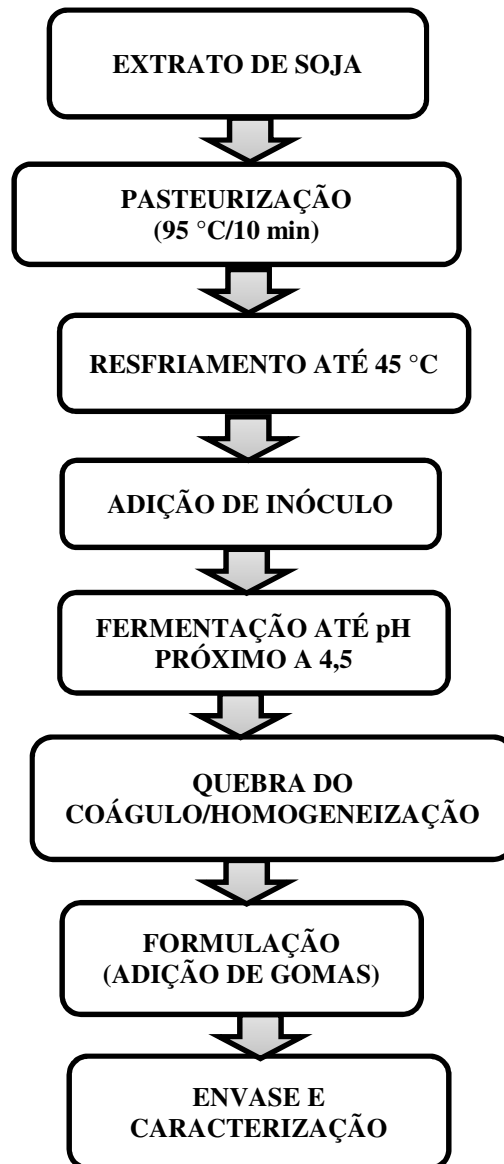 EXTRATO DE SOJA
PASTEURIZAÇÃO
(95 °C/10 min)
RESFRIAMENTO ATÉ 45 °C
ADIÇÃO DE INÓCULO
FERMENTAÇÃO ATÉ pH
PRÓXIMO A 4,5
QUEBRA DO
COÁGULO/HOMOGENEIZAÇÃO
FORMULAÇÃO
(ADIÇÃO DE GOMAS)
ENVASE E
CARACTERIZAÇÃO